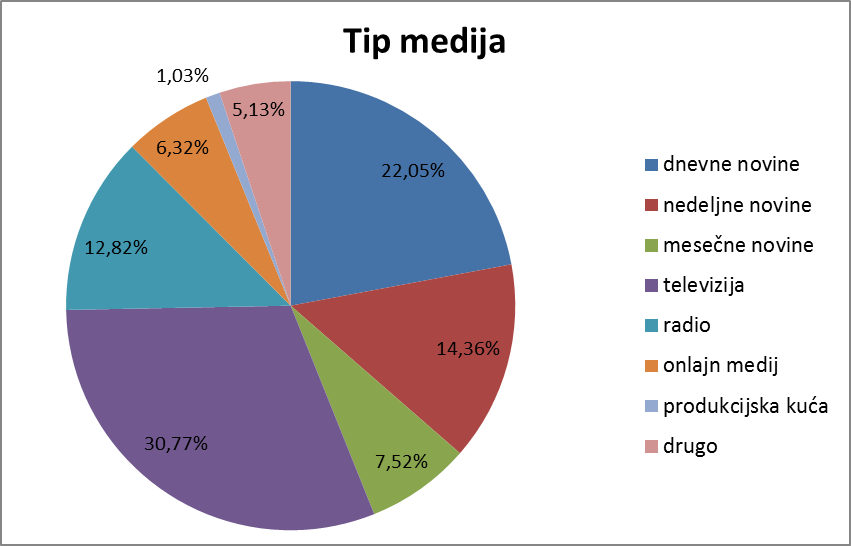 Tip medija
1,03%
5,13%
6,32%
22,05%
12,82%
14,36%
30,77%
7,52%
dnevne novine
nedeljne novine
mesečne novine
televizija
radio
onlajn medij
produkcijska kuća
drugo